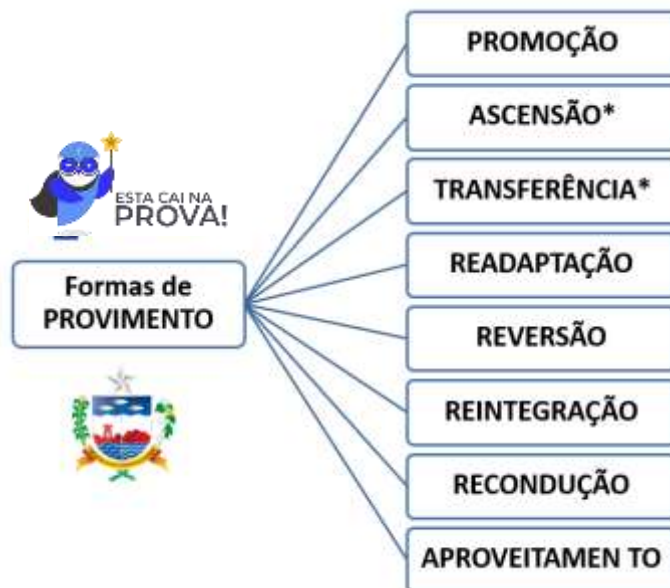 PROMOÇÃO
ASCENSÃO*
TRANSFERÊNCIA*
READAPTAÇÃO
REVERSÃO
REINTEGRAÇÃO
RECONDUÇÃO
APROVEITAMEN TO
ESTA CAI NA
PROVA!
Formas de
PROVIMENTO